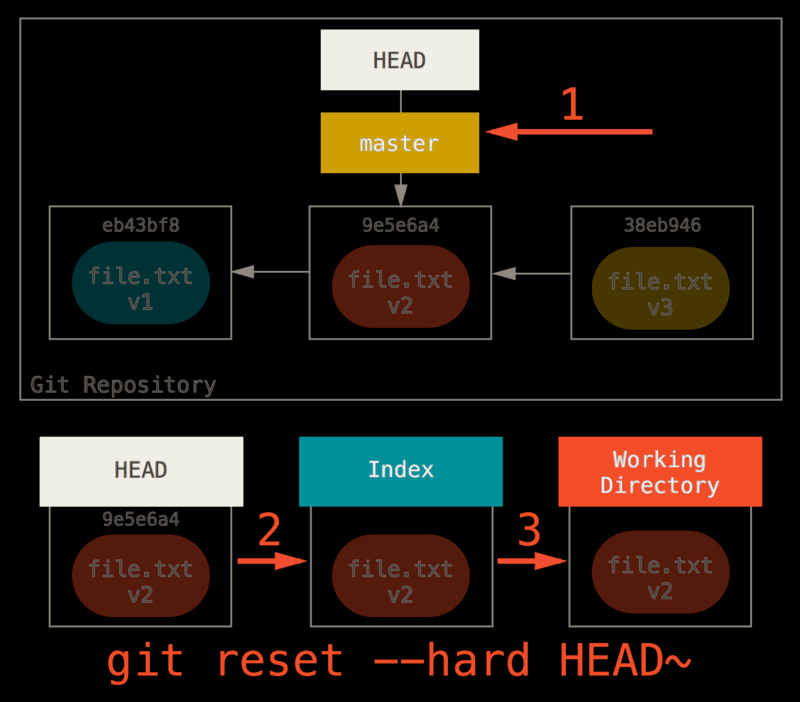 HEAD
1
master
eb43bf8
9e5e6a4
38eb946
file.txt
v1
file.txt
v2
file.txt
v3
Git Repository
HEAD
Index
Working
Directory
9e5e6a4
2
3
file.txt
v2
file.txt
v2
file.txt
v2
git reset --hard HEAD~